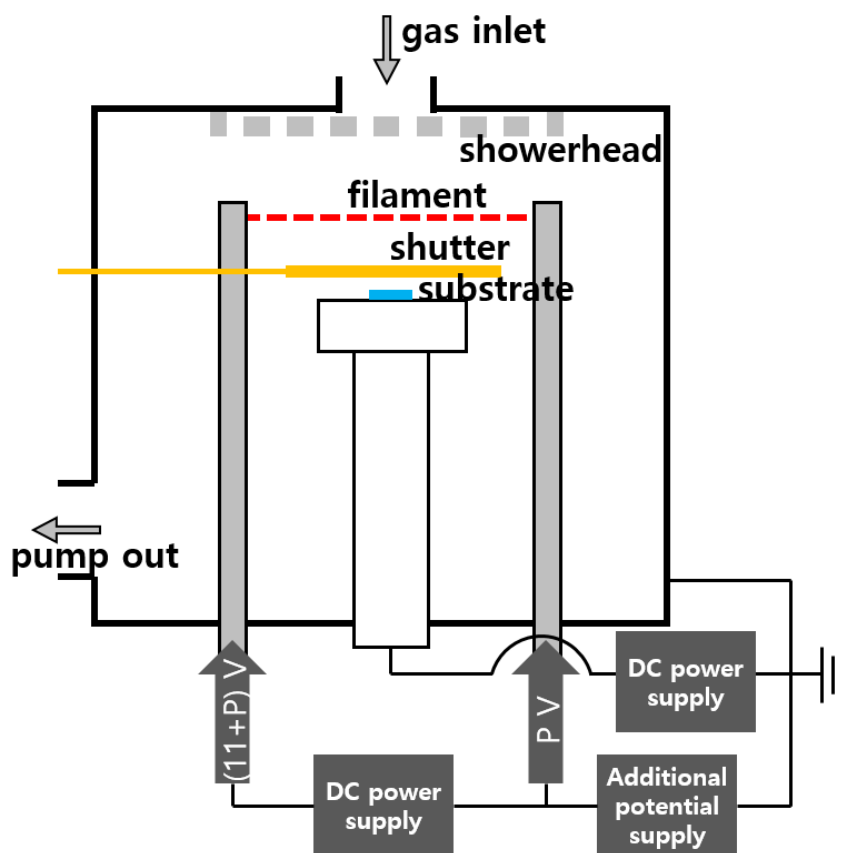 gas inlet
showerhead
filament
shutter
substrate
pump out
(11+P) V
P V
DC power
supply
DC power
supply
Additional
potential
supply